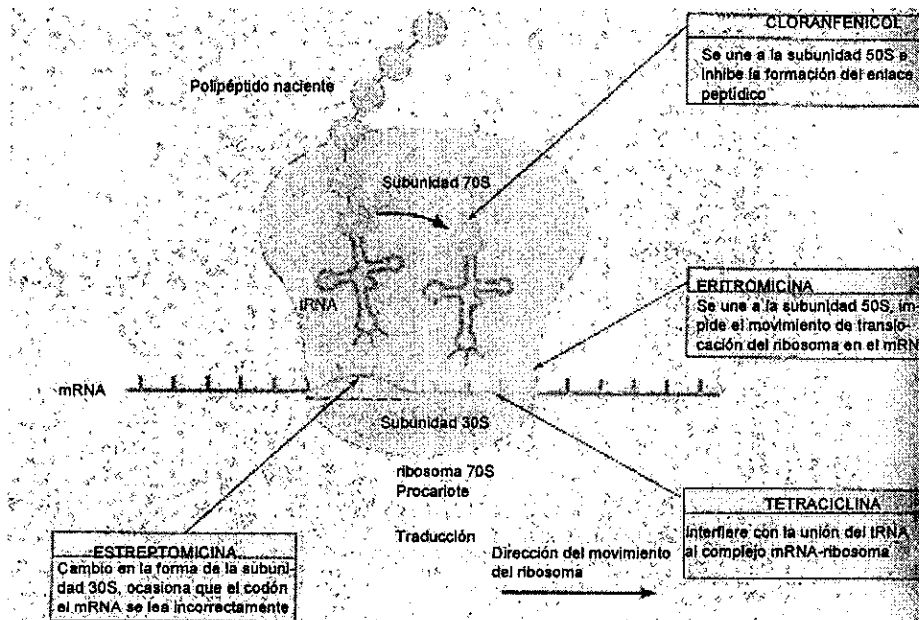 CLORANFENICOL
Se une a la subunidad 50S e
inhibe la formación del enlace
peptídico
Polipéptido naciente
Subunidad 70S
tRNA
ERITROMICINA
Se une a la subunidad 50S, im
pide el movimiento de translo-
cación del ribosoma en el mRN
mRNA
Subunidad 30S
ribosoma 70S
Procariote
Traducción
TETRACICLINA
Interfiere con la unión del tRNA
al complejo mRNA-ribosoma
Dirección del movimiento
del ribosoma
ESTREPTOMICINA
Cambio en la forma de la subuni-
dad 30S, ocasiona que el codón
el mRNA se lea incorrectamente